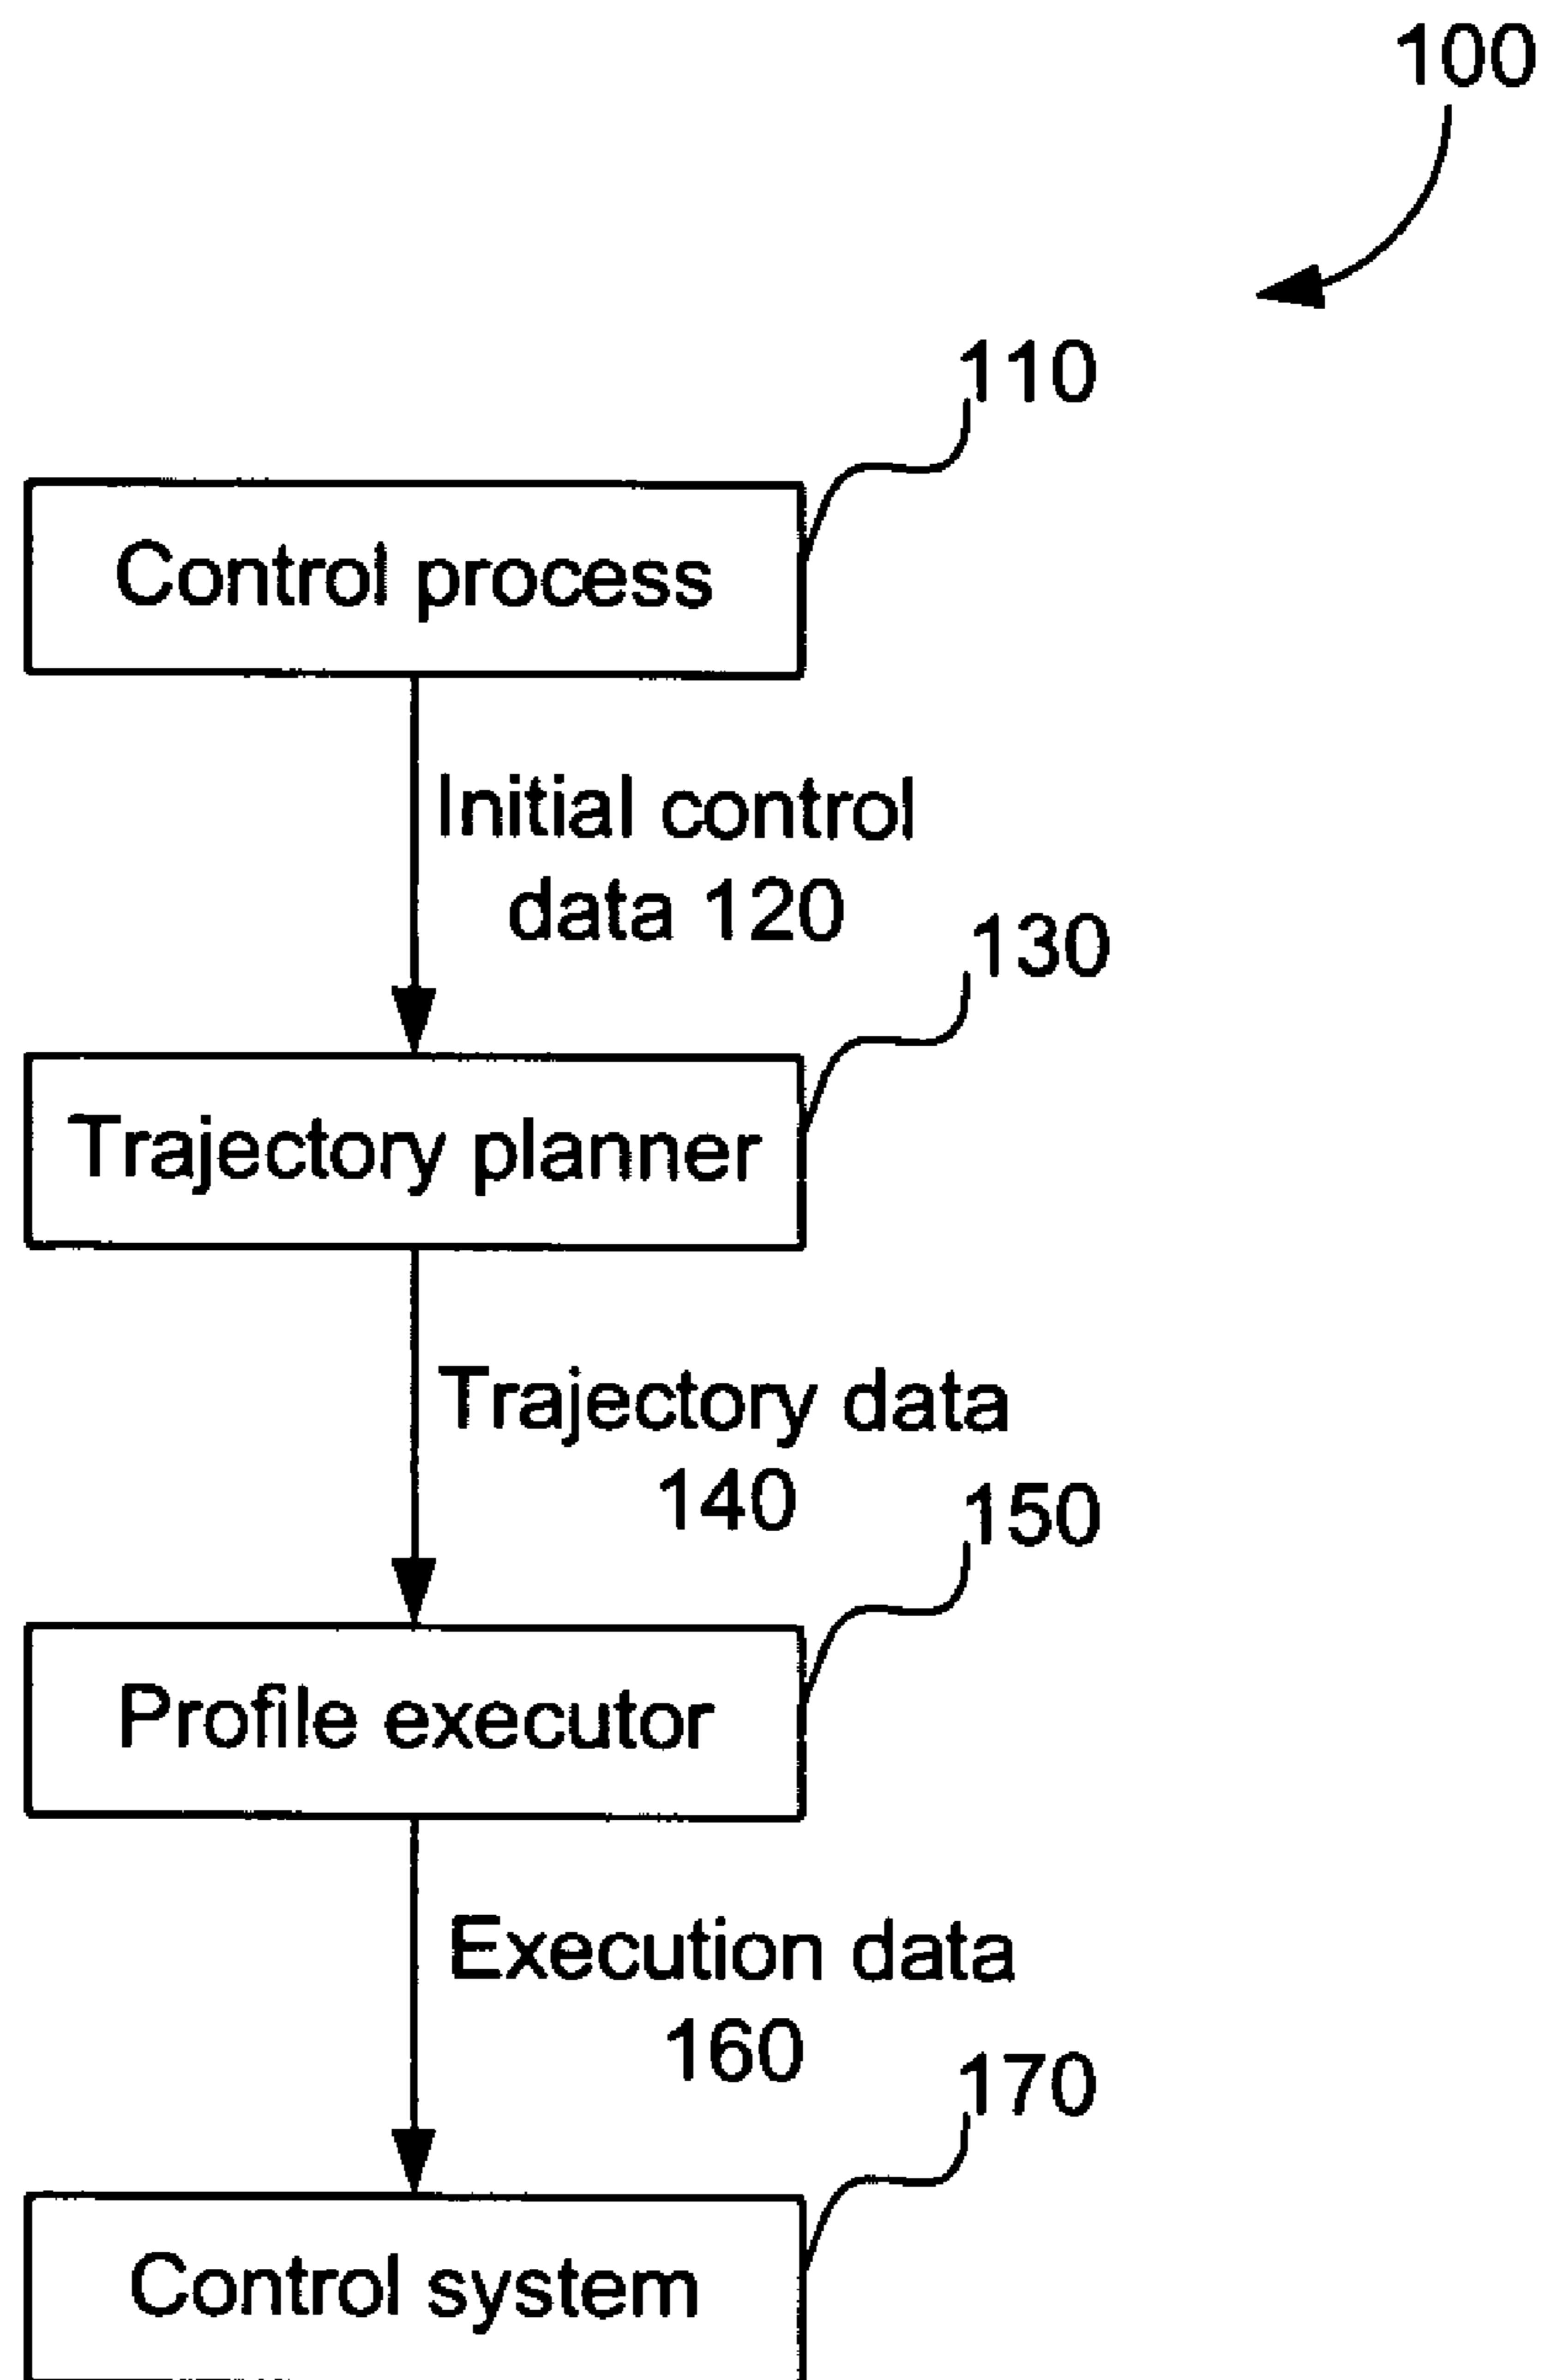 100
110
Control process
Initial control
data 120
130
Trajectory planner
Trajectory data
140
150
Profile executor
Execution data
160
170
Control system